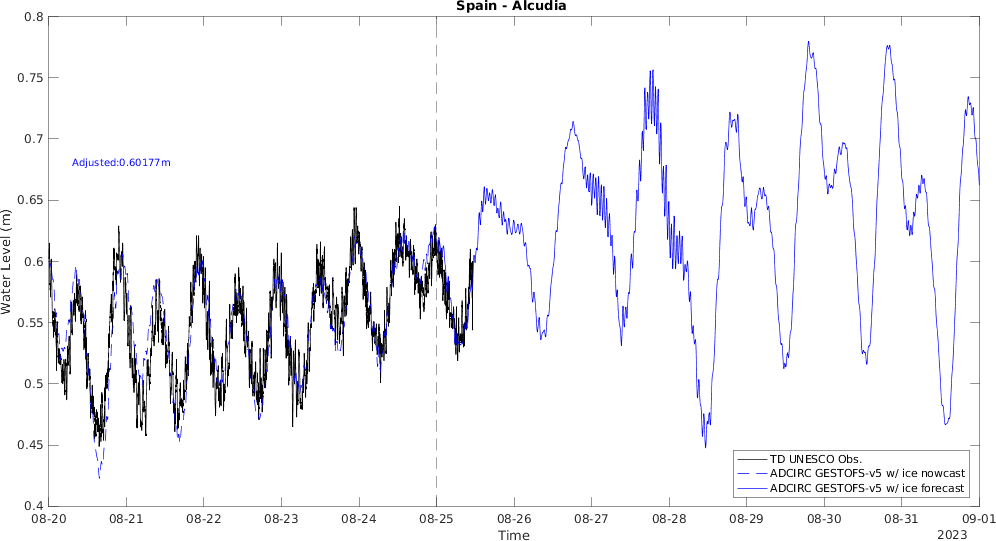 Spain - Alcudia
0.8
0.75
0.7
0.65
0.6
0.55
0.5
0.45
0.4
Water Level (m)
Adjusted:0.60177m
TD UNESCO Obs.
ADCIRC GESTOFS-v5 w/ ice nowcast
ADCIRC GESTOFS-v5 w/ ice forecast
08-20 08-21 08-22 08-23 08-24 08-25 08-26 08-27 08-28 08-29 08-30 08-31 09-01
Time
2023